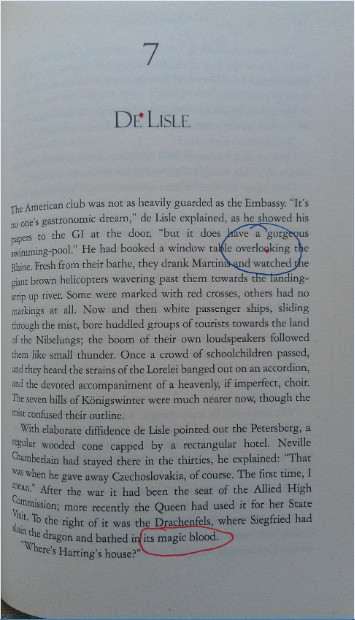 7
DE LISLE
The American club was not as heavily guarded as the Embassy. “It’s
no one’s gastronomic dream,” de Lisle explained, as he showed his
papers to the GI at the door, “but it does have a gorgeous
swimming-pool.” He had booked a window table overlooking the
Rhine. Fresh from their bathe, they drank Martinis and watched the
giant brown helicopters wavering past them towards the landing-
strip up river. Some were marked with red crosses, others had no
markings at all. Now and then white passenger ships, sliding
through the mist, bore huddled groups of tourists towards the land
of the Nibelungs; the boom of their own loudspeakers followed
them like small thunder. Once a crowd of schoolchildren passed,
and they heard the strains of the Lorelei banged out on an accordion,
and the devoted accompaniment of a heavenly, if imperfect, choir.
The seven hills of Königswinter were much nearer now, though the
mist confused their outline.
With elaborate diffidence de Lisle pointed out the Petersberg, a
regular wooded cone capped by a rectangular hotel. Neville
Chamberlain had stayed there in the thirties, he explained: “That
was when he gave away Czechoslovakia, of course. The first time, I
mean.” After the war it had been the seat of the Allied High
Commission; more recently the Queen had used it for her State
Visit. To the right of it was the Drachenfels, where Siegfried had
slain the dragon and bathed in its magic blood.
“Where’s Harting’s house?”